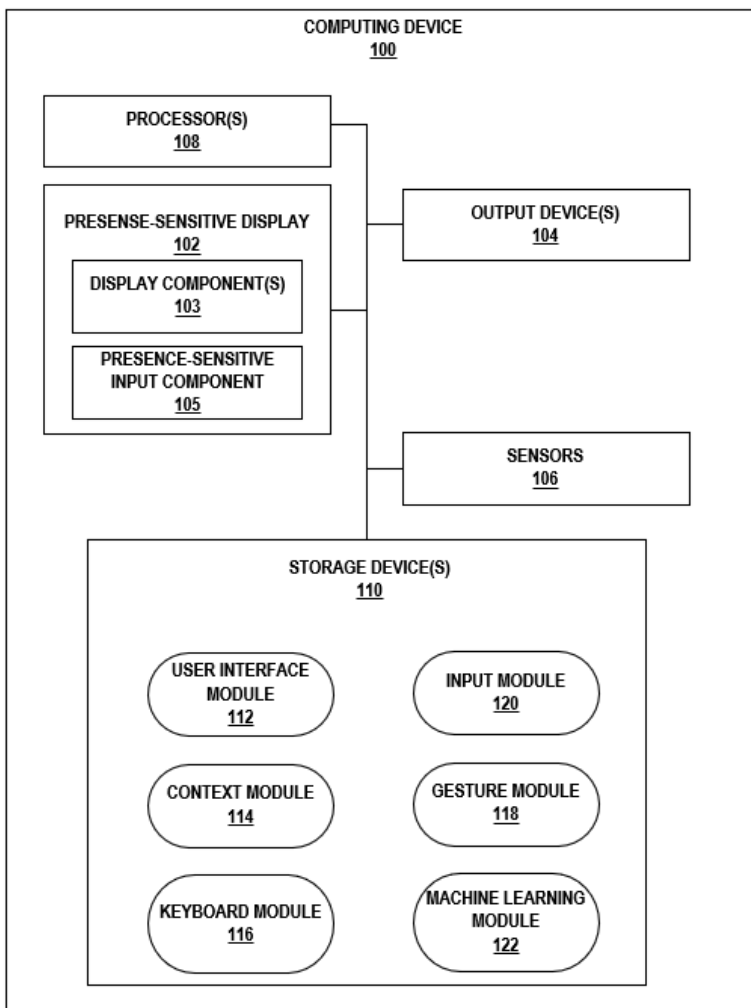 COMPUTING DEVICE
100
PROCESSOR(S)
108
PRESENSE-SENSITIVE DISPLAY
102
DISPLAY COMPONENT(S)
103
PRESENCE-SENSITIVE
INPUT COMPONENT
105
OUTPUT DEVICE(S)
104
SENSORS
106
STORAGE DEVICE(S)
110
USER INTERFACE
MODULE
112
INPUT MODULE
120
CONTEXT MODULE
114
GESTURE MODULE
118
KEYBOARD MODULE
116
MACHINE LEARNING
MODULE
122